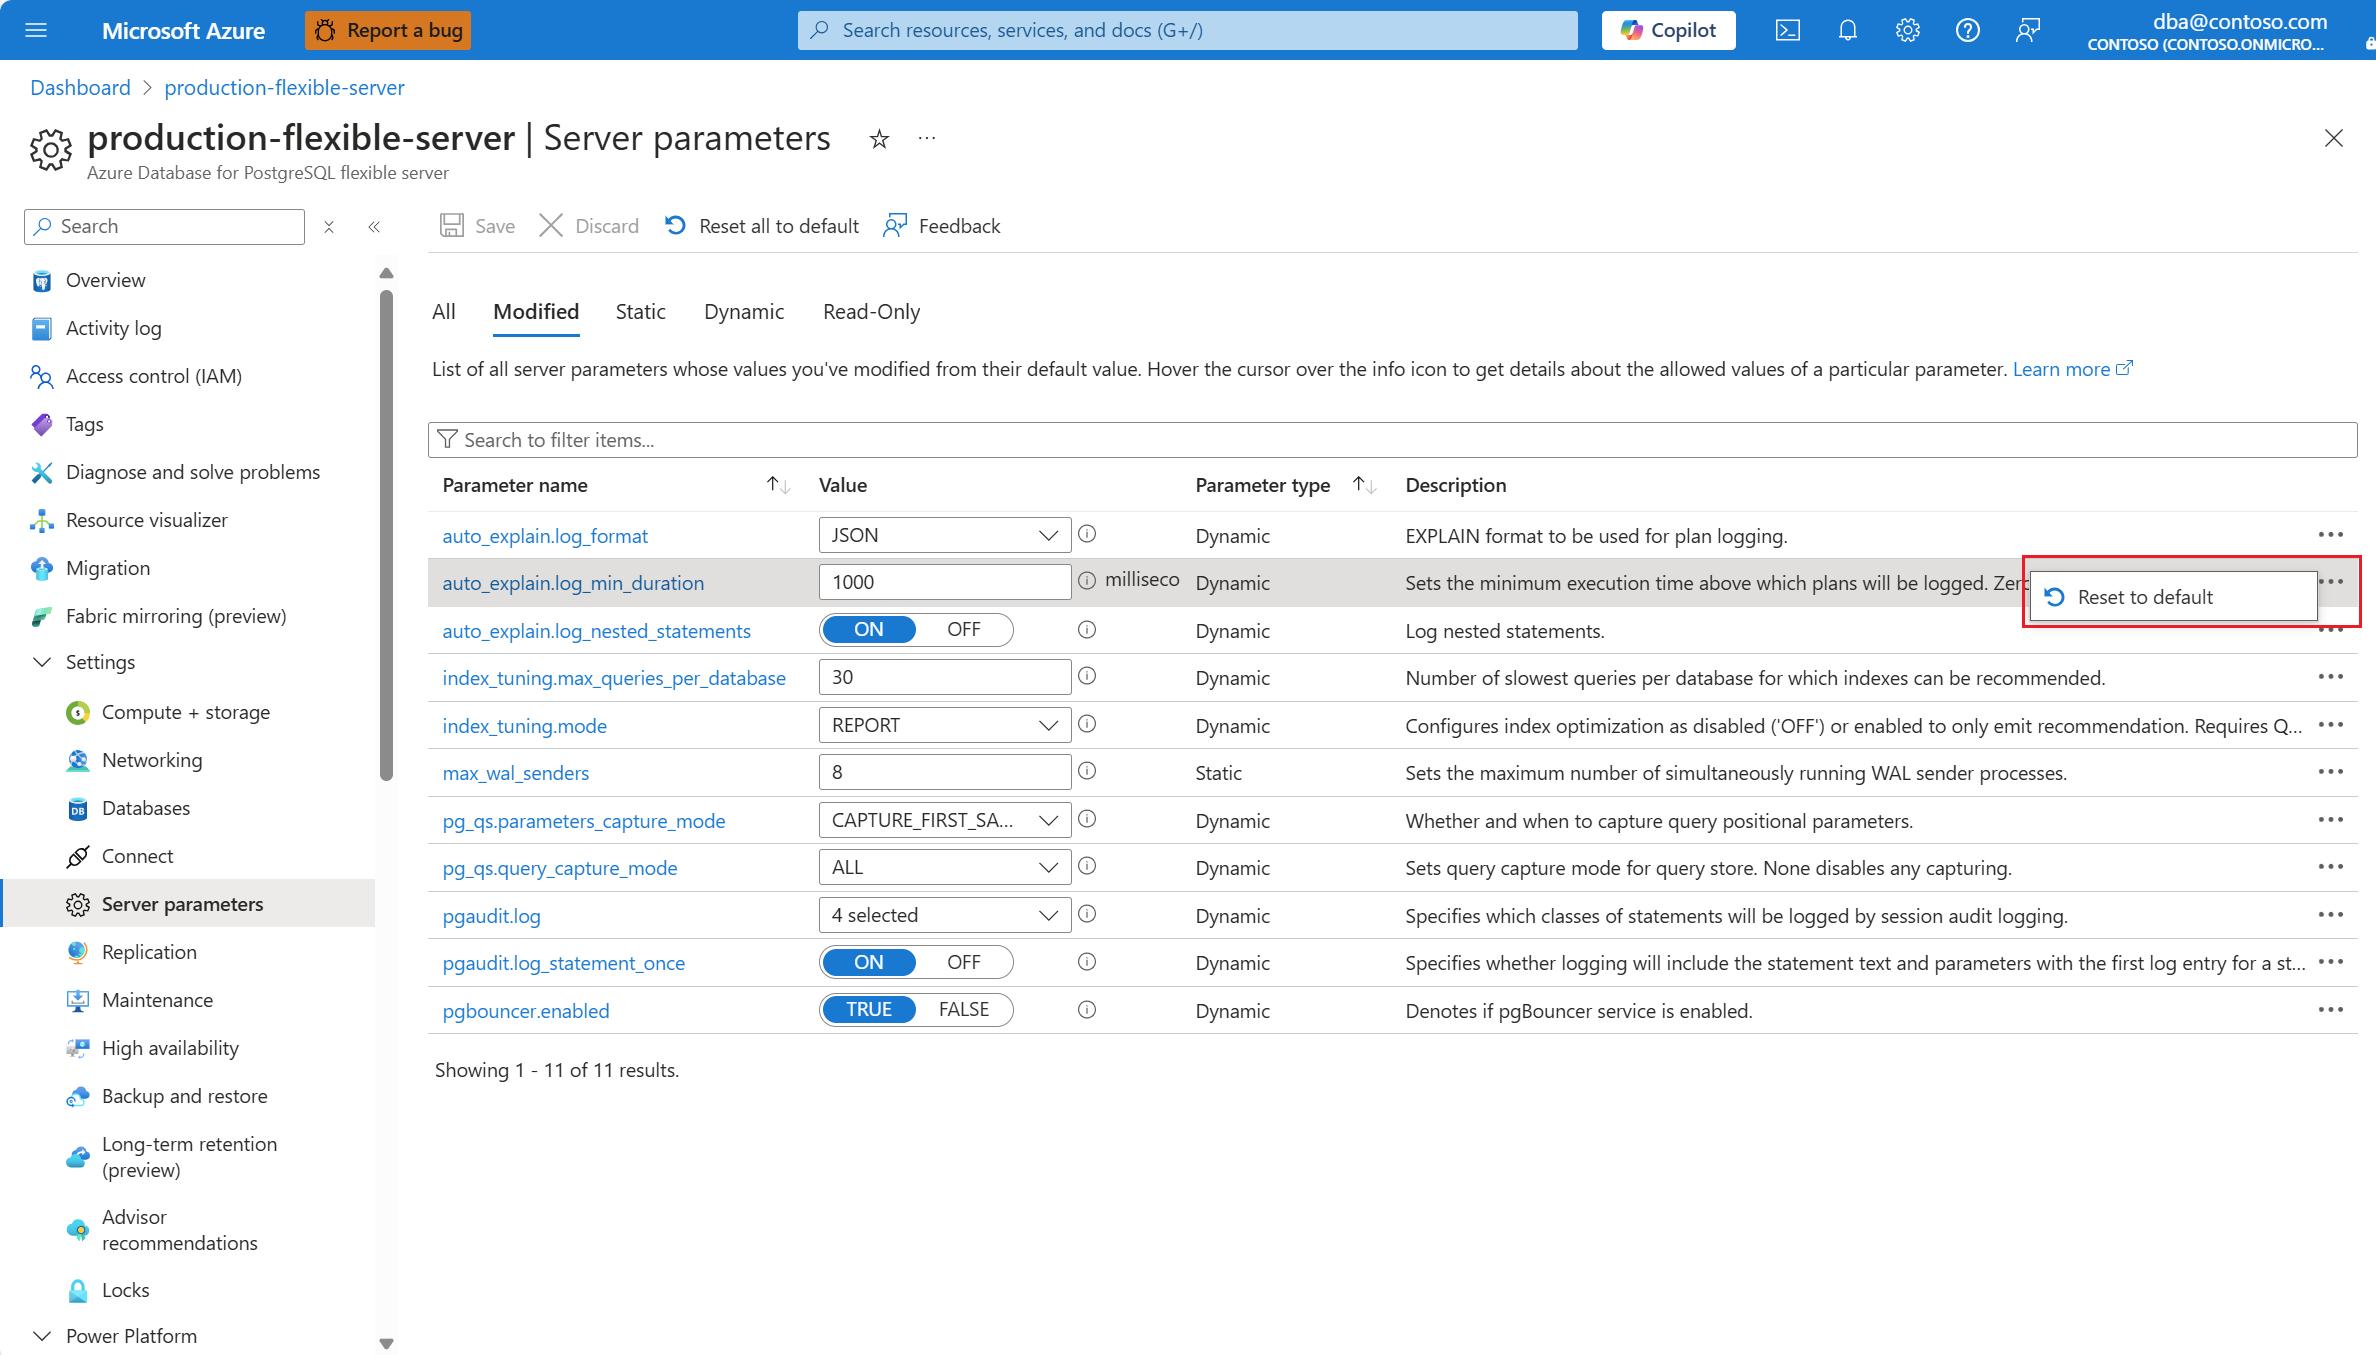 Microsoft Azure
Report a bug
Search resources, services, and docs (G+/)
Copilot
dba@contoso.com
CONTOSO (CONTOSO.ONMICRO...
Dashboard > production-flexible-server
production-flexible-server | Server parameters
Azure Database for PostgreSQL flexible server
Search
Save
Discard
Reset all to default
Feedback
Overview
Activity log
Access control (IAM)
Tags
Diagnose and solve problems
Resource visualizer
Migration
Fabric mirroring (preview)
Settings
Compute + storage
Networking
Databases
Connect
Server parameters
Replication
Maintenance
High availability
Backup and restore
Long-term retention
(preview)
Advisor
recommendations
Locks
Power Platform
All Modified Static Dynamic Read-Only
List of all server parameters whose values you've modified from their default value. Hover the cursor over the info icon to get details about the allowed values of a particular parameter. Learn more
Search to filter items...
Parameter name Value Parameter type Description
auto_explain.log_format JSON Dynamic EXPLAIN format to be used for plan logging.
auto_explain.log_min_duration 1000 milliseco Dynamic Sets the minimum execution time above which plans will be logged. Zero
Reset to default
auto_explain.log_nested_statements ON OFF Dynamic Log nested statements.
index_tuning.max_queries_per_database 30 Dynamic Number of slowest queries per database for which indexes can be recommended.
index_tuning.mode REPORT Dynamic Configures index optimization as disabled ('OFF') or enabled to only emit recommendation. Requires Q...
max_wal_senders 8 Static Sets the maximum number of simultaneously running WAL sender processes.
pg_qs.parameters_capture_mode CAPTURE_FIRST_SA... Dynamic Whether and when to capture query positional parameters.
pg_qs.query_capture_mode ALL Dynamic Sets query capture mode for query store. None disables any capturing.
pgaudit.log 4 selected Dynamic Specifies which classes of statements will be logged by session audit logging.
pgaudit.log_statement_once ON OFF Dynamic Specifies whether logging will include the statement text and parameters with the first log entry for a st...
pgbouncer.enabled TRUE FALSE Dynamic Denotes if pgBouncer service is enabled.
Showing 1 - 11 of 11 results.